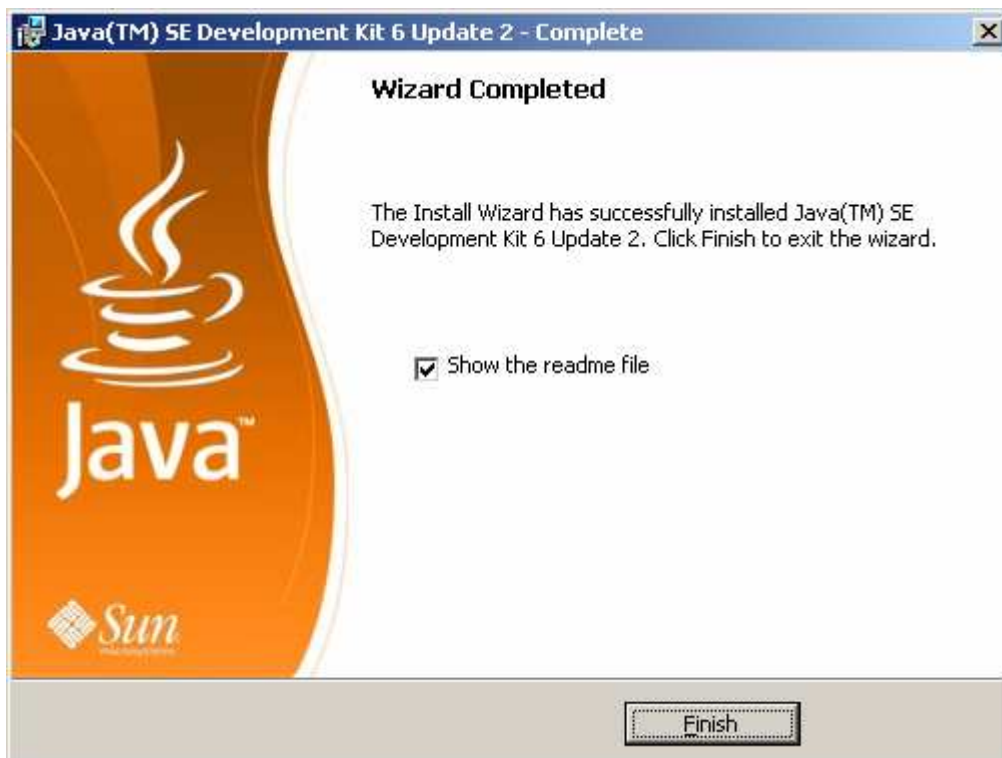 Java(TM) SE Development Kit 6 Update 2 - Complete
Wizard Completed
The Install Wizard has successfully installed Java(TM) SE
Development Kit 6 Update 2. Click Finish to exit the wizard.
Show the readme file
Java™
Sun
Finish